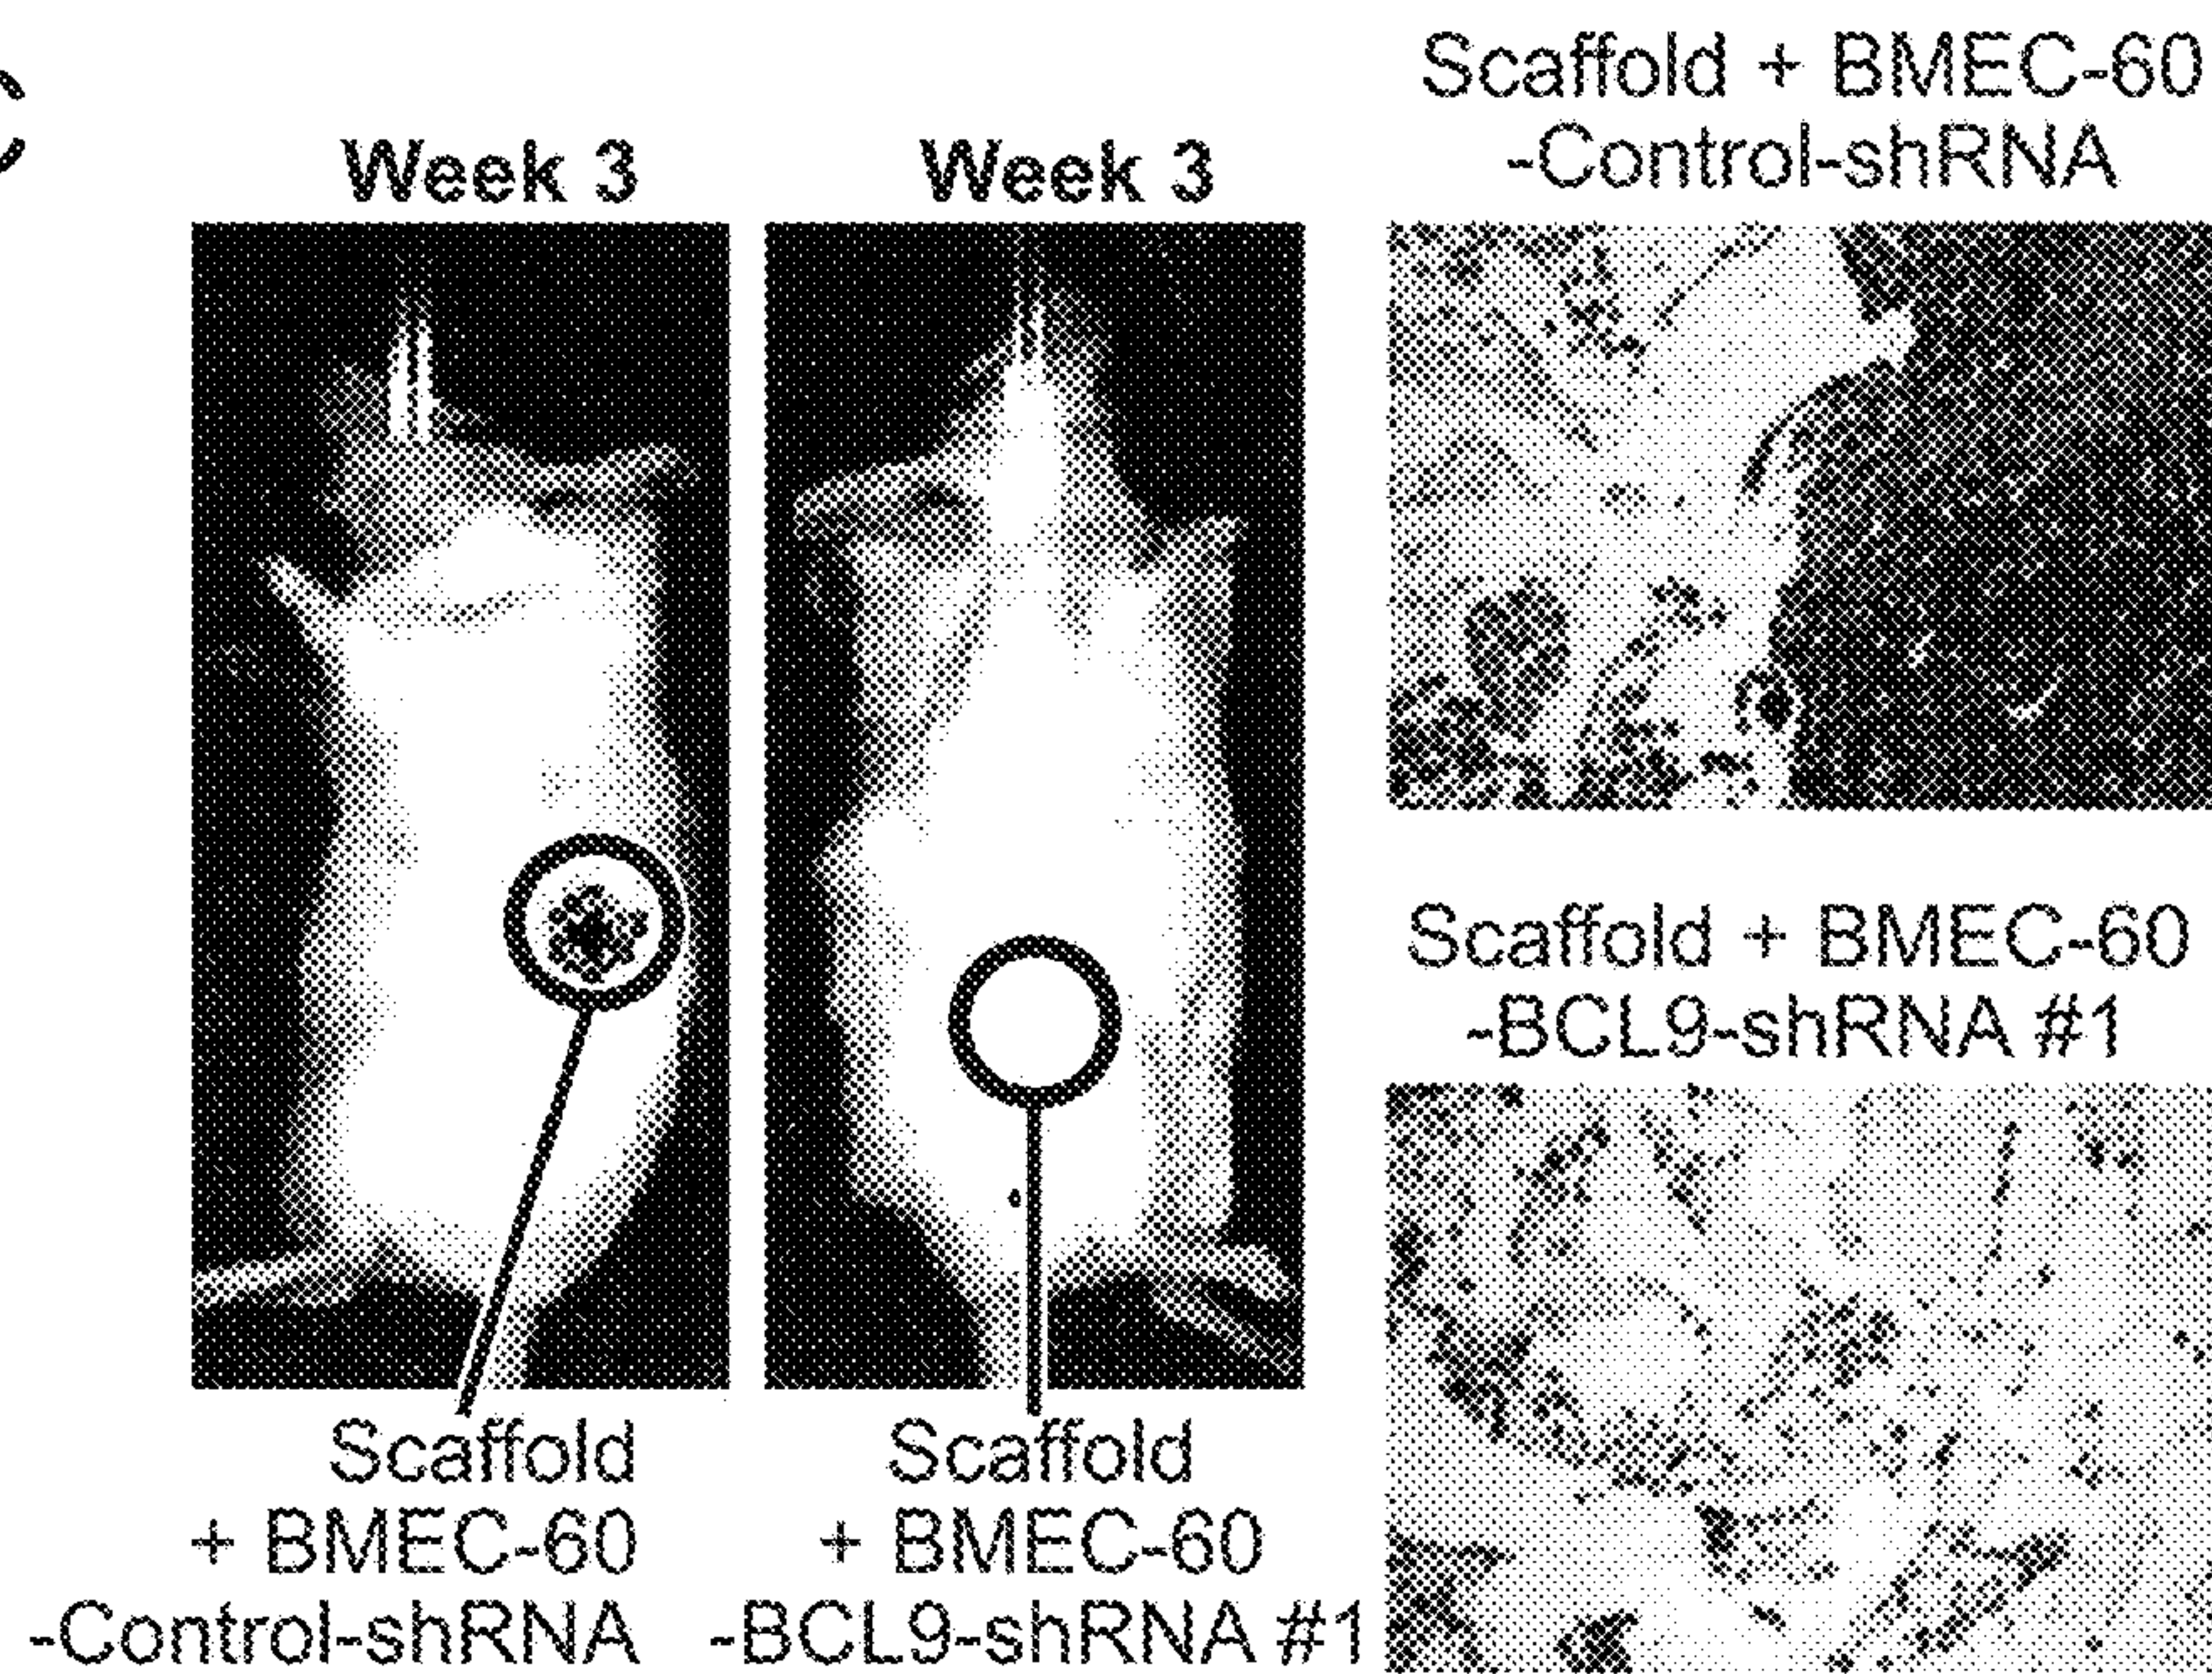 C
Week 3
Week 3
Scaffold
+ BMEC-60
-Control-shRNA
Scaffold
+ BMEC-60
-BCL9-shRNA #1
Scaffold + BMEC-60
-Control-shRNA
Scaffold + BMEC-60
-BCL9-shRNA #1